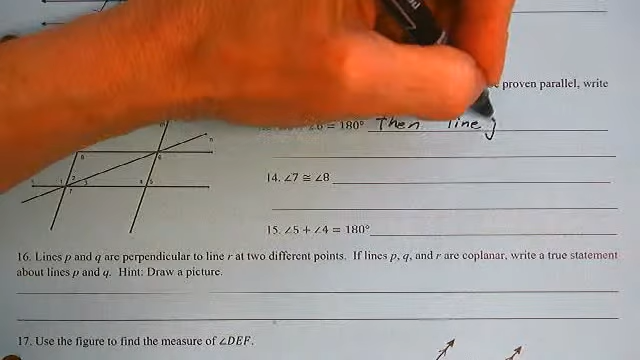 e proven parallel, write
6 = 180° then line j
14. ∠7 ≅ ∠8
15. ∠5 + ∠4 = 180°
16. Lines p and q are perpendicular to line r at two different points. If lines p, q, and r are coplanar, write a true statement
about lines p and q. Hint: Draw a picture.
17. Use the figure to find the measure of ∠DEF.